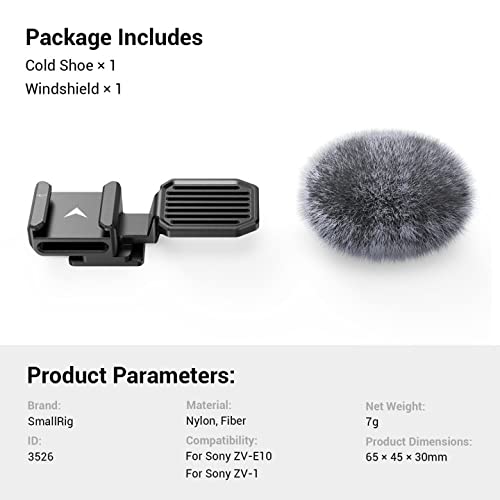 Package Includes
Cold Shoe × 1
Windshield × 1
Product Parameters:
Brand:
SmallRig
ID:
3526
Material:
Nylon, Fiber
Compatibility:
For Sony ZV-E10
For Sony ZV-1
Net Weight:
7g
Product Dimensions:
65 × 45 × 30mm